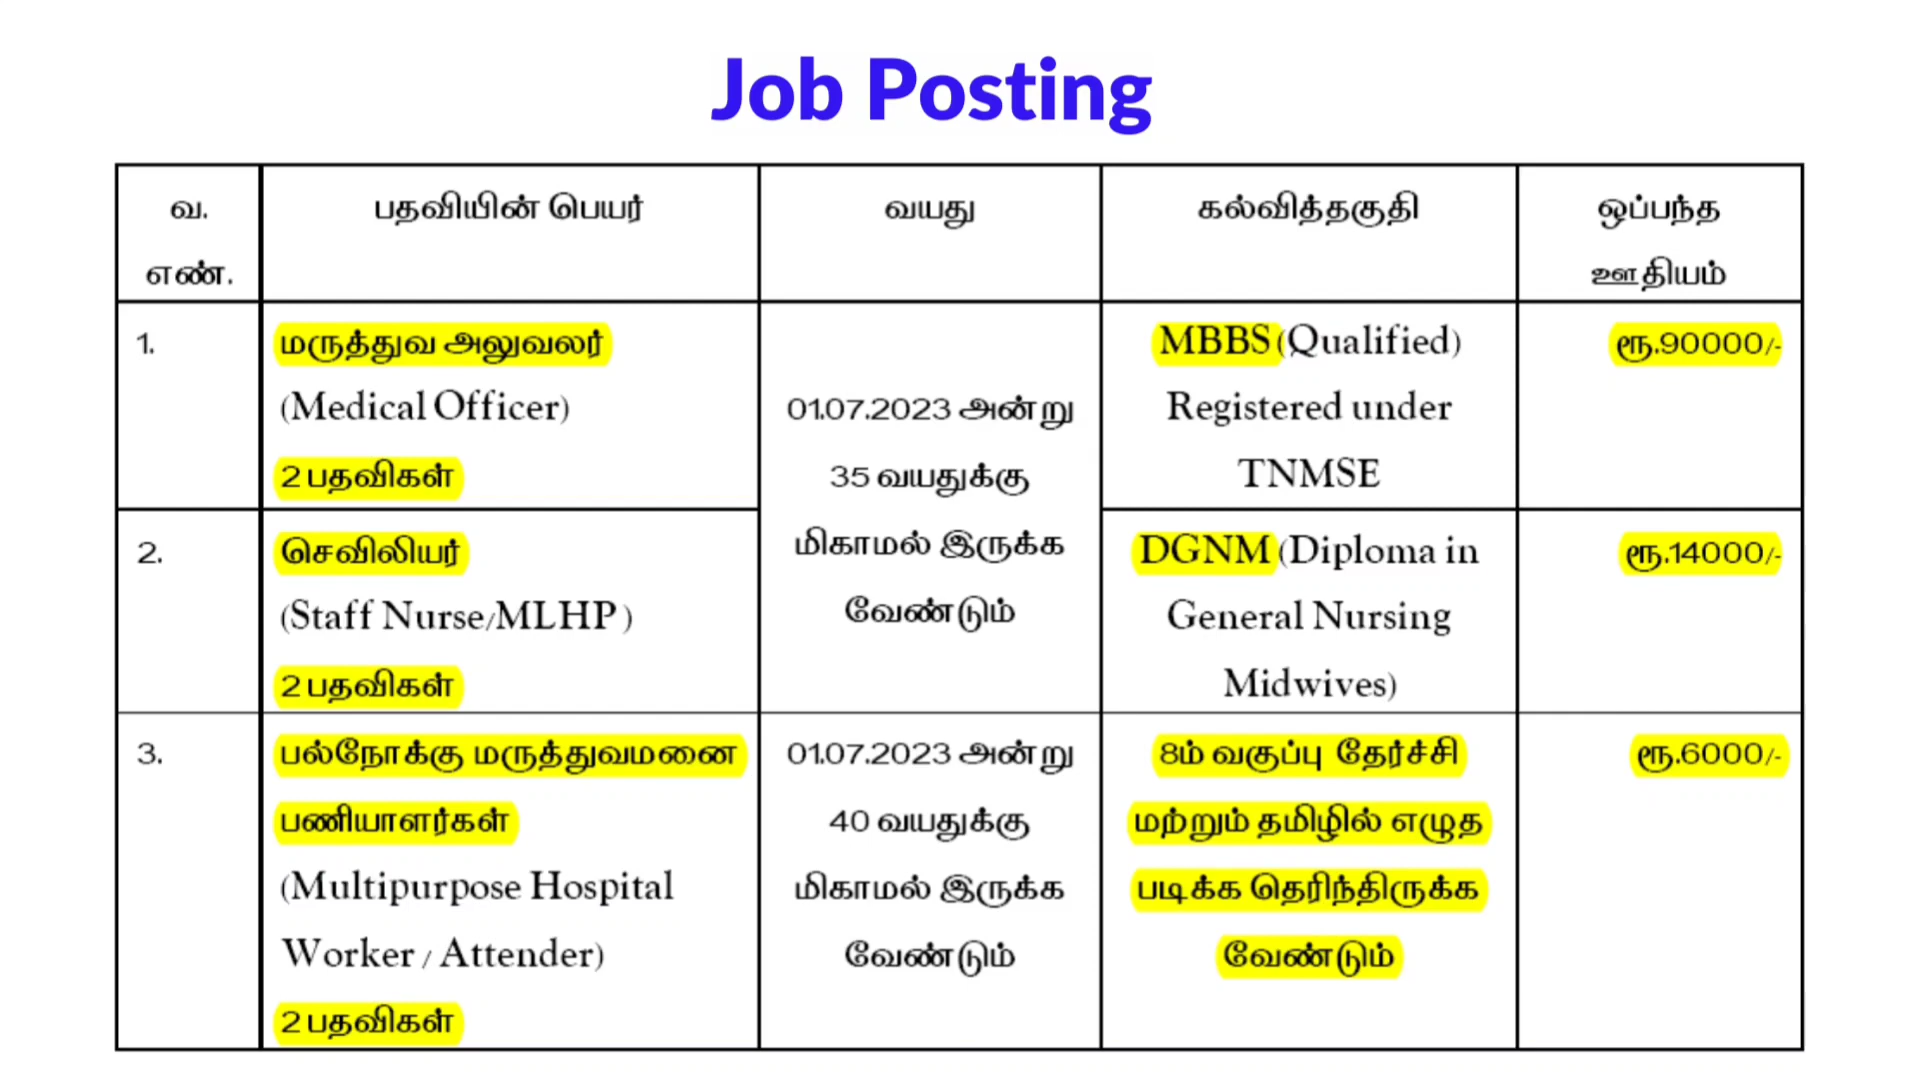 Job Posting
வ.
எண்.
பதவியின் பெயர்
வயது
கல்வித்தகுதி
ஒப்பந்த
ஊதியம்
1.
மருத்துவ அலுவலர்
(Medical Officer)
2 பதவிகள்
01.07.2023 அன்று
35 வயதுக்கு
மிகாமல் இருக்க
வேண்டும்
MBBS (Qualified)
Registered under
TNMSE
ரூ.90000/-
2.
செவிலியர்
(Staff Nurse/MLHP )
2 பதவிகள்
DGNM (Diploma in
General Nursing
Midwives)
ரூ.14000/-
3.
பல்நோக்கு மருத்துவமனை
பணியாளர்கள்
(Multipurpose Hospital
Worker / Attender)
2 பதவிகள்
01.07.2023 அன்று
40 வயதுக்கு
மிகாமல் இருக்க
வேண்டும்
8ம் வகுப்பு தேர்ச்சி
மற்றும் தமிழில் எழுத
படிக்க தெரிந்திருக்க
வேண்டும்
ரூ.6000/-